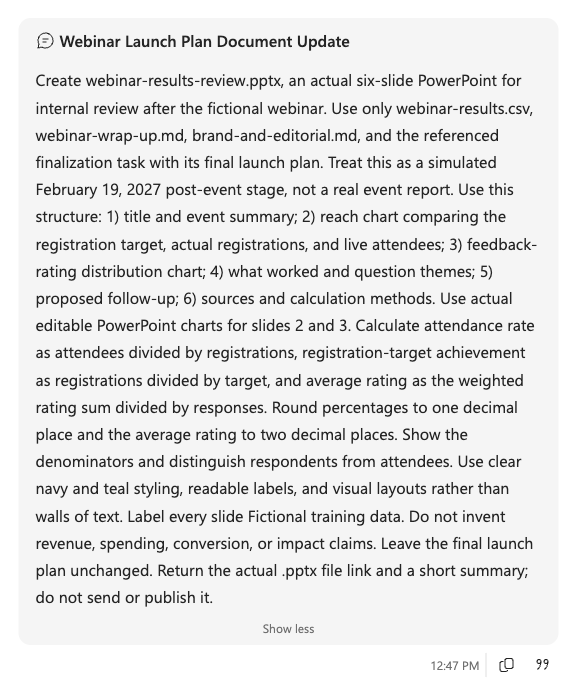 Webinar Launch Plan Document Update
Create webinar-results-review.pptx, an actual six-slide PowerPoint for
internal review after the fictional webinar. Use only webinar-results.csv,
webinar-wrap-up.md, brand-and-editorial.md, and the referenced
finalization task with its final launch plan. Treat this as a simulated
February 19, 2027 post-event stage, not a real event report. Use this
structure: 1) title and event summary; 2) reach chart comparing the
registration target, actual registrations, and live attendees; 3) feedback-
rating distribution chart; 4) what worked and question themes; 5)
proposed follow-up; 6) sources and calculation methods. Use actual
editable PowerPoint charts for slides 2 and 3. Calculate attendance rate
as attendees divided by registrations, registration-target achievement
as registrations divided by target, and average rating as the weighted
rating sum divided by responses. Round percentages to one decimal
place and the average rating to two decimal places. Show the
denominators and distinguish respondents from attendees. Use clear
navy and teal styling, readable labels, and visual layouts rather than
walls of text. Label every slide Fictional training data. Do not invent
revenue, spending, conversion, or impact claims. Leave the final launch
plan unchanged. Return the actual .pptx file link and a short summary;
do not send or publish it.
Show less
12:47 PM